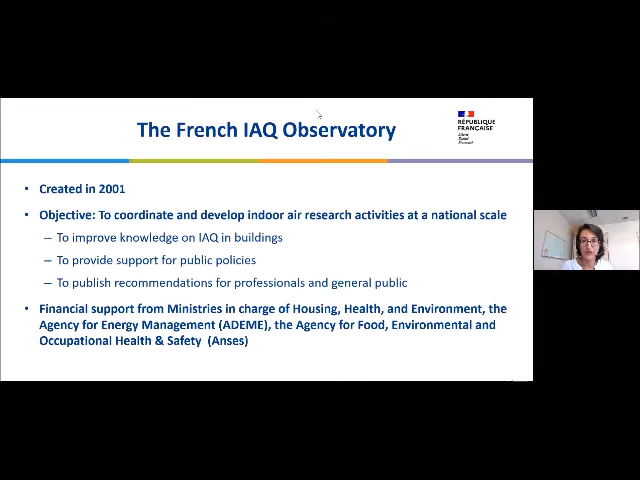 The French IAQ Observatory
RÉPUBLIQUE
FRANÇAISE
Liberté
Égalité
Fraternité
• Created in 2001
• Objective: To coordinate and develop indoor air research activities at a national scale
– To improve knowledge on IAQ in buildings
– To provide support for public policies
– To publish recommendations for professionals and general public
• Financial support from Ministries in charge of Housing, Health, and Environment, the
Agency for Energy Management (ADEME), the Agency for Food, Environmental and
Occupational Health & Safety (Anses)